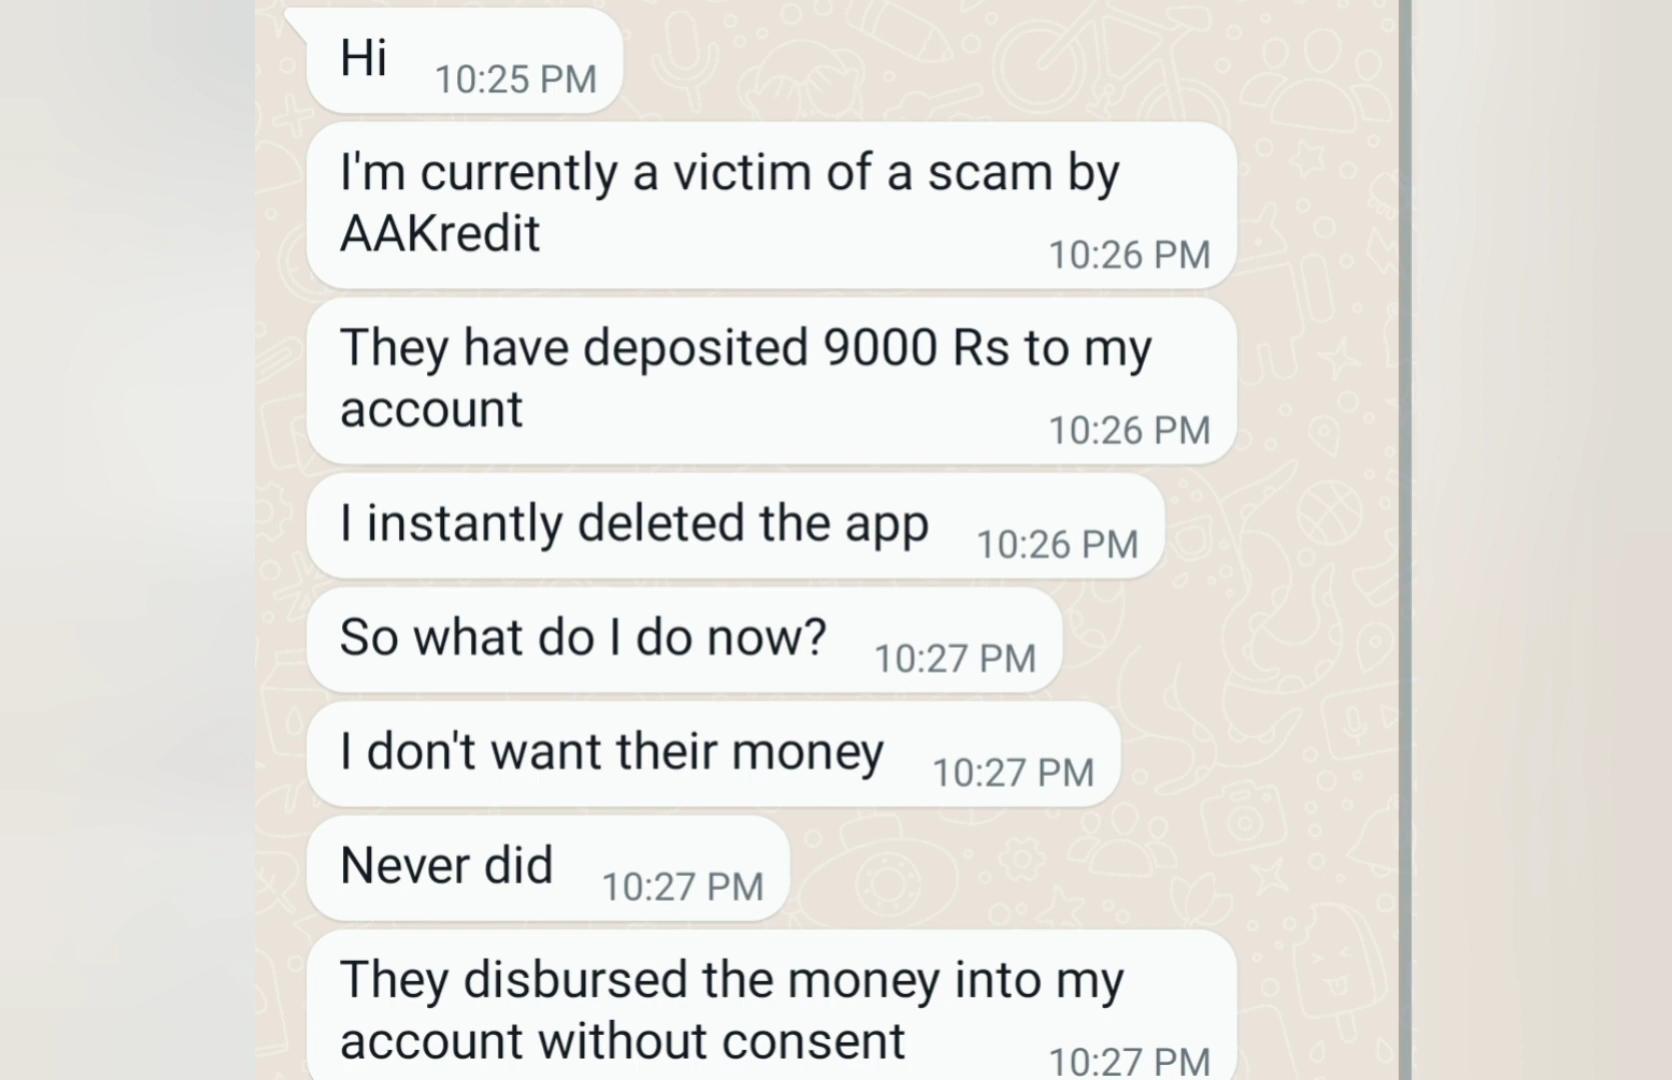 Hi 10:25 PM
I'm currently a victim of a scam by
AAKredit 10:26 PM
They have deposited 9000 Rs to my
account 10:26 PM
I instantly deleted the app 10:26 PM
So what do I do now? 10:27 PM
I don't want their money 10:27 PM
Never did 10:27 PM
They disbursed the money into my
account without consent 10:27 PM